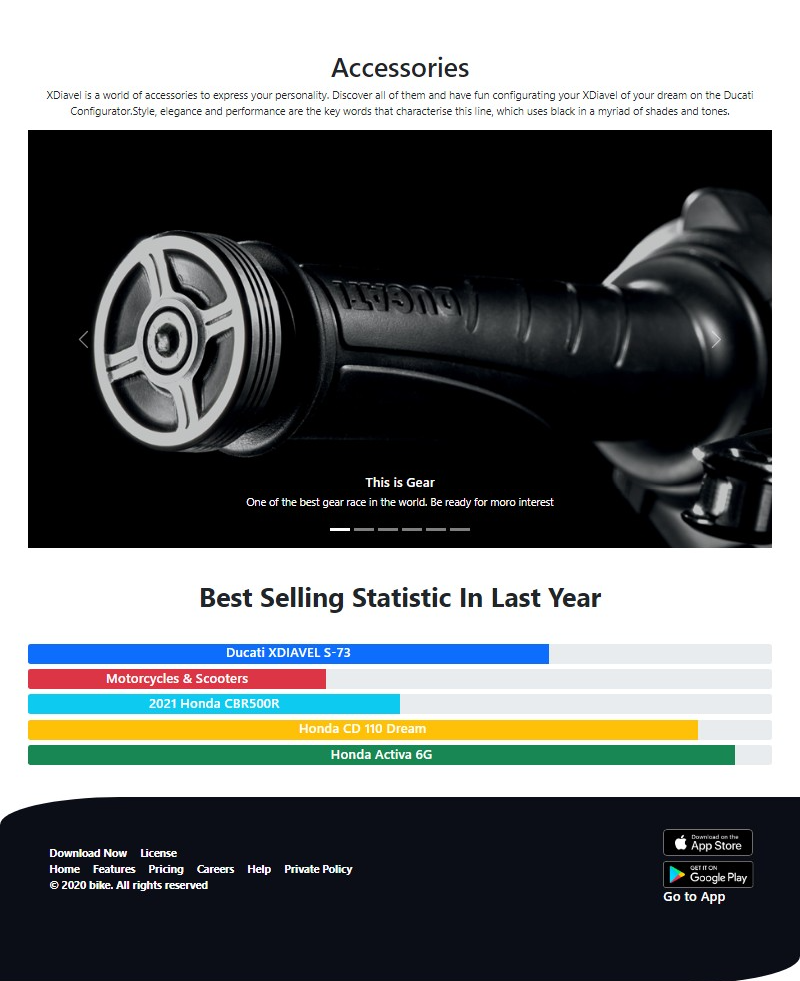 Accessories
XDiavel is a world of accessories to express your personality. Discover all of them and have fun configurating your XDiavel of your dream on the Ducati
Configurator.Style, elegance and performance are the key words that characterise this line, which uses black in a myriad of shades and tones.
DUCATI
This is Gear
One of the best gear race in the world. Be ready for moro interest
Best Selling Statistic In Last Year
Ducati XDIAVEL S-73
Motorcycles & Scooters
2021 Honda CBR500R
Honda CD 110 Dream
Honda Activa 6G
Download Now License
Home Features Pricing Careers Help Private Policy
© 2020 bike. All rights reserved
Download on the
App Store
GET IT ON
Google Play
Go to App